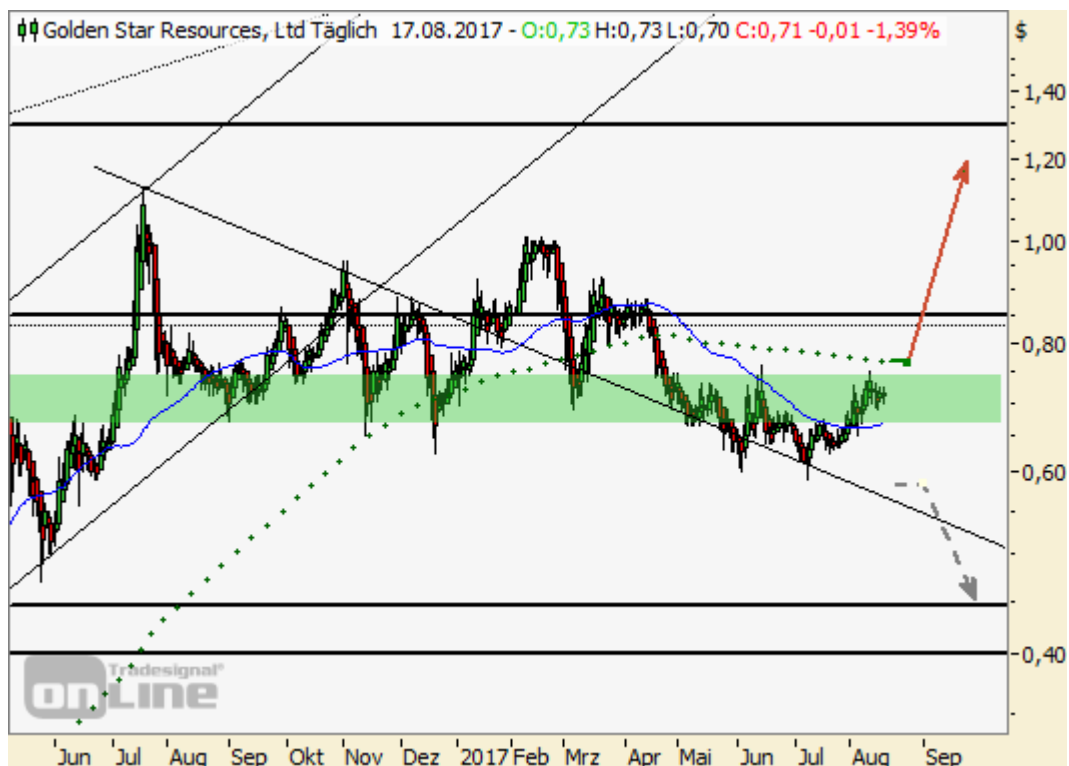 Golden Star Resources, Ltd Täglich 17.08.2017 - O:0,73 H:0,73 L:0,70 C:0,71 -0,01 -1,39%
$
1,40
1,20
1,00
0,80
0,60
0,40
Tradesignal®
onLine
Jun Jul Aug Sep Okt Nov Dez 2017 Feb Mrz Apr Mai Jun Jul Aug Sep